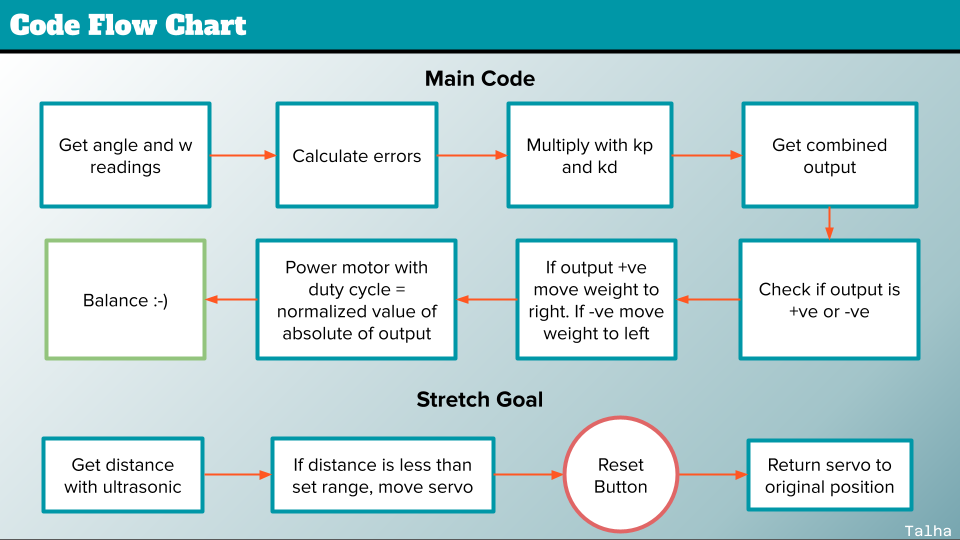 Code Flow Chart
Main Code
Get angle and w
readings
Calculate errors
Multiply with kp
and kd
Get combined
output
Check if output is
+ve or -ve
If output +ve
move weight to
right. If -ve move
weight to left
Power motor with
duty cycle =
normalized value of
absolute of output
Balance :-)
Stretch Goal
Get distance
with ultrasonic
If distance is less than
set range, move servo
Reset
Button
Return servo to
original position
Talha